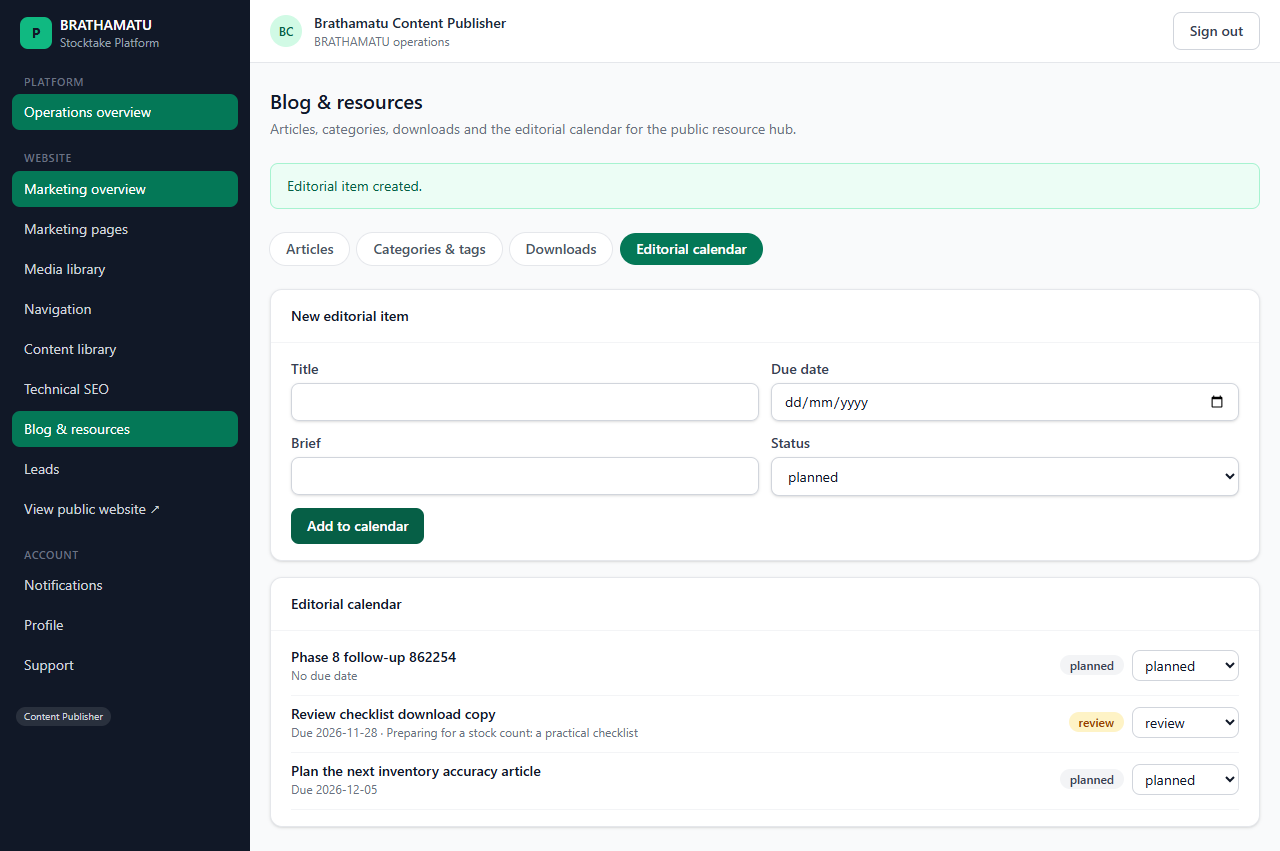 P
BRATHAMATU
Stocktake Platform
PLATFORM
Operations overview
WEBSITE
Marketing overview
Marketing pages
Media library
Navigation
Content library
Technical SEO
Blog & resources
Leads
View public website ↗
ACCOUNT
Notifications
Profile
Support
Content Publisher
BC
Brathamatu Content Publisher
BRATHAMATU operations
Sign out
Blog & resources
Articles, categories, downloads and the editorial calendar for the public resource hub.
Editorial item created.
Articles
Categories & tags
Downloads
Editorial calendar
New editorial item
Title
Due date
dd/mm/yyyy
Brief
Status
planned
Add to calendar
Editorial calendar
Phase 8 follow-up 862254
No due date
planned
planned
Review checklist download copy
Due 2026-11-28 · Preparing for a stock count: a practical checklist
review
review
Plan the next inventory accuracy article
Due 2026-12-05
planned
planned